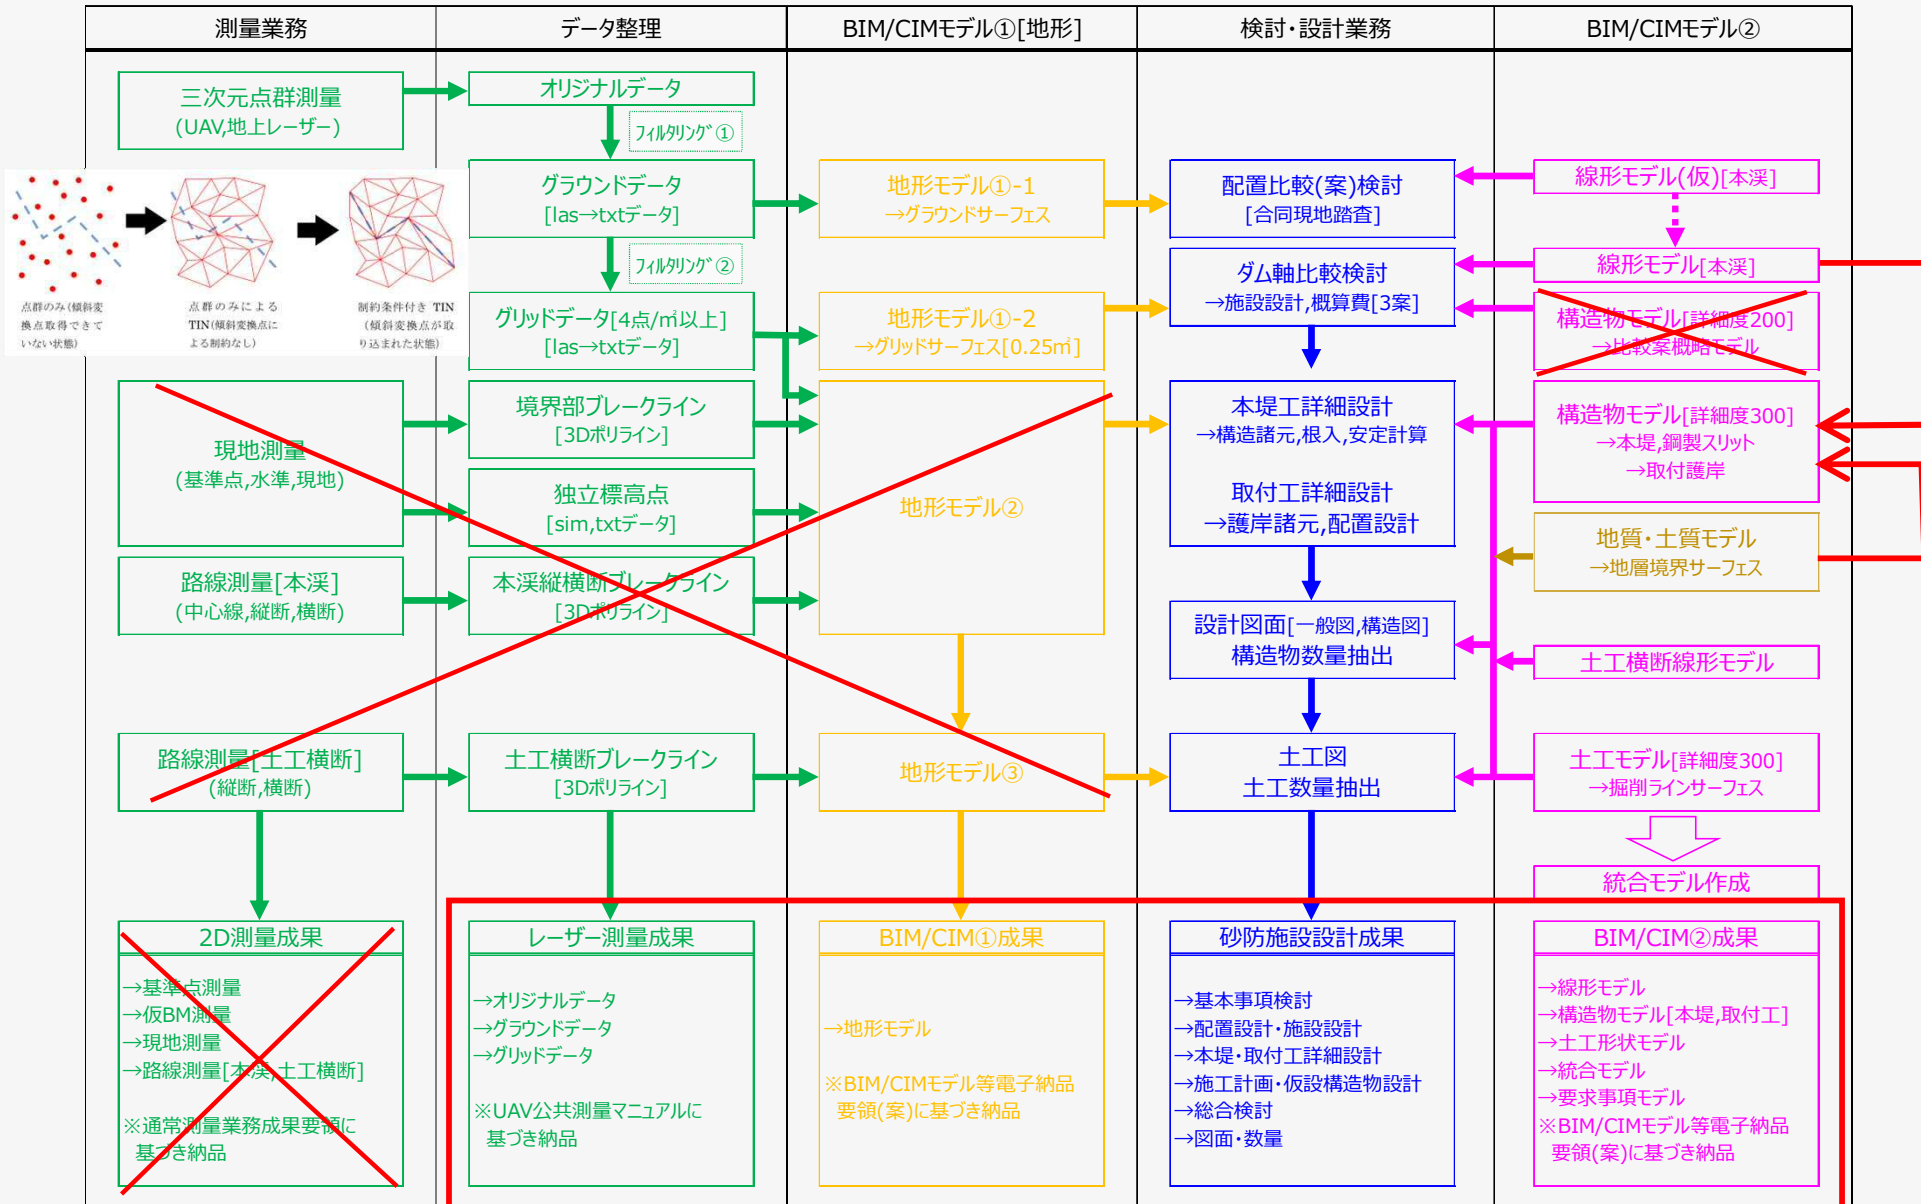 測量業務
データ整理
BIM/CIMモデル①[地形]
検討・設計業務
BIM/CIMモデル②
三次元点群測量
(UAV,地上レーザー)
オリジナルデータ
フィルタリング①
グラウンドデータ
[las→txtデータ]
フィルタリング②
グリッドデータ[4点/㎡以上]
[las→txtデータ]
点群のみ(傾斜変
換点取得できて
いない状態)
点群のみによる
TIN(傾斜変換点に
よる制約なし)
制約条件付き TIN
(傾斜変換点が取
り込まれた状態)
地形モデル①-1
→グラウンドサーフェス
地形モデル①-2
→グリッドサーフェス[0.25㎡]
配置比較(案)検討
[合同現地踏査]
ダム軸比較検討
→施設設計,概算費[3案]
線形モデル(仮)[本渓]
線形モデル[本渓]
構造物モデル[詳細度200]
→比較案概略モデル
現地測量
(基準点,水準,現地)
境界部ブレークライン
[3Dポリライン]
独立標高点
[sim,txtデータ]
地形モデル②
本堤工詳細設計
→構造諸元,根入,安定計算
取付工詳細設計
→護岸諸元,配置設計
構造物モデル[詳細度300]
→本堤,鋼製スリット
→取付護岸
地質・土質モデル
→地層境界サーフェス
路線測量[本渓]
(中心線,縦断,横断)
本渓縦横断ブレークライン
[3Dポリライン]
設計図面[一般図,構造図]
構造物数量抽出
土工横断線形モデル
路線測量[土工横断]
(縦断,横断)
土工横断ブレークライン
[3Dポリライン]
地形モデル③
土工図
土工数量抽出
土工モデル[詳細度300]
→掘削ラインサーフェス
統合モデル作成
2D測量成果
→基準点測量
→仮BM測量
→現地測量
→路線測量[本渓,土工横断]
※通常測量業務成果要領に
基づき納品
レーザー測量成果
→オリジナルデータ
→グラウンドデータ
→グリッドデータ
※UAV公共測量マニュアルに
基づき納品
BIM/CIM①成果
→地形モデル
※BIM/CIMモデル等電子納品
要領(案)に基づき納品
砂防施設設計成果
→基本事項検討
→配置設計・施設設計
→本堤・取付工詳細設計
→施工計画・仮設構造物設計
→総合検討
→図面・数量
BIM/CIM②成果
→線形モデル
→構造物モデル[本堤,取付工]
→土工形状モデル
→統合モデル
→要求事項モデル
※BIM/CIMモデル等電子納品
要領(案)に基づき納品